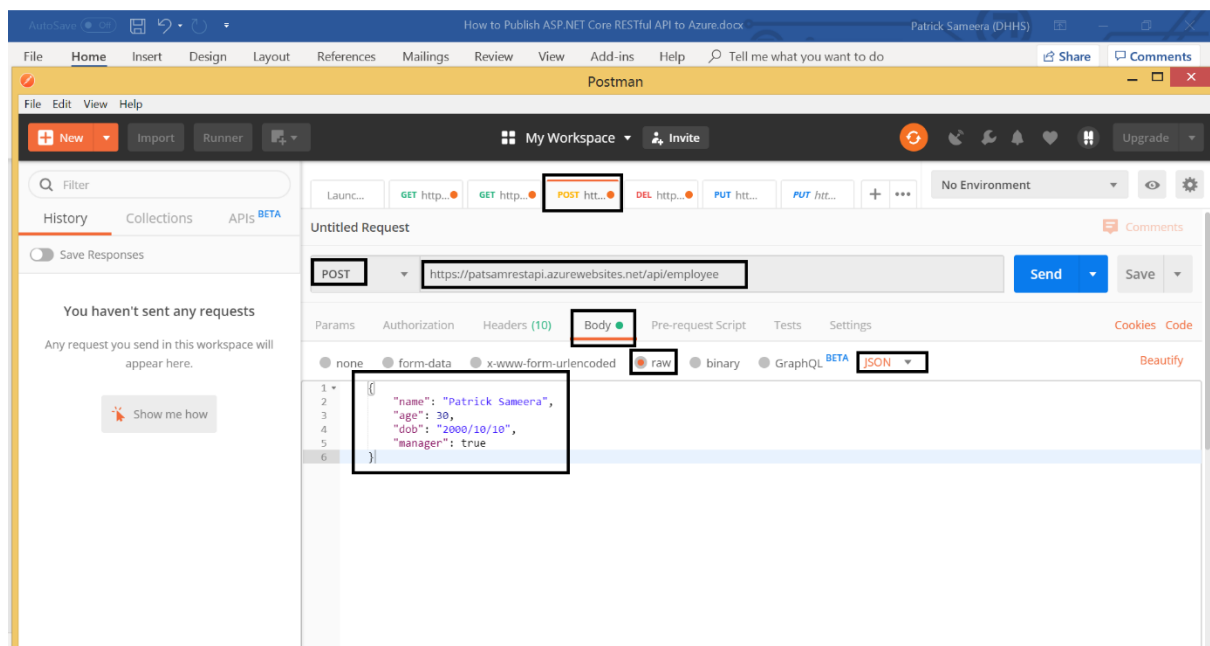 AutoSave Off How to Publish ASP.NET Core RESTful API to Azure.docx Patrick Sameera (DHHS)
File Home Insert Design Layout References Mailings Review View Add-ins Help Tell me what you want to do Share Comments
Postman
File Edit View Help
New Import Runner My Workspace Invite Upgrade
Filter
Launc... GET http... GET http... POST htt... DEL http... PUT htt... PUT htt... + ••• No Environment
History Collections APIs BETA
Untitled Request Comments
Save Responses
POST https://patsamrestapi.azurewebsites.net/api/employee Send Save
You haven't sent any requests
Any request you send in this workspace will
appear here.
Show me how
Params Authorization Headers (10) Body Pre-request Script Tests Settings Cookies Code
none form-data x-www-form-urlencoded raw binary GraphQL BETA JSON Beautify
1 {
2 "name": "Patrick Sameera",
3 "age": 30,
4 "dob": "2000/10/10",
5 "manager": true
6 }